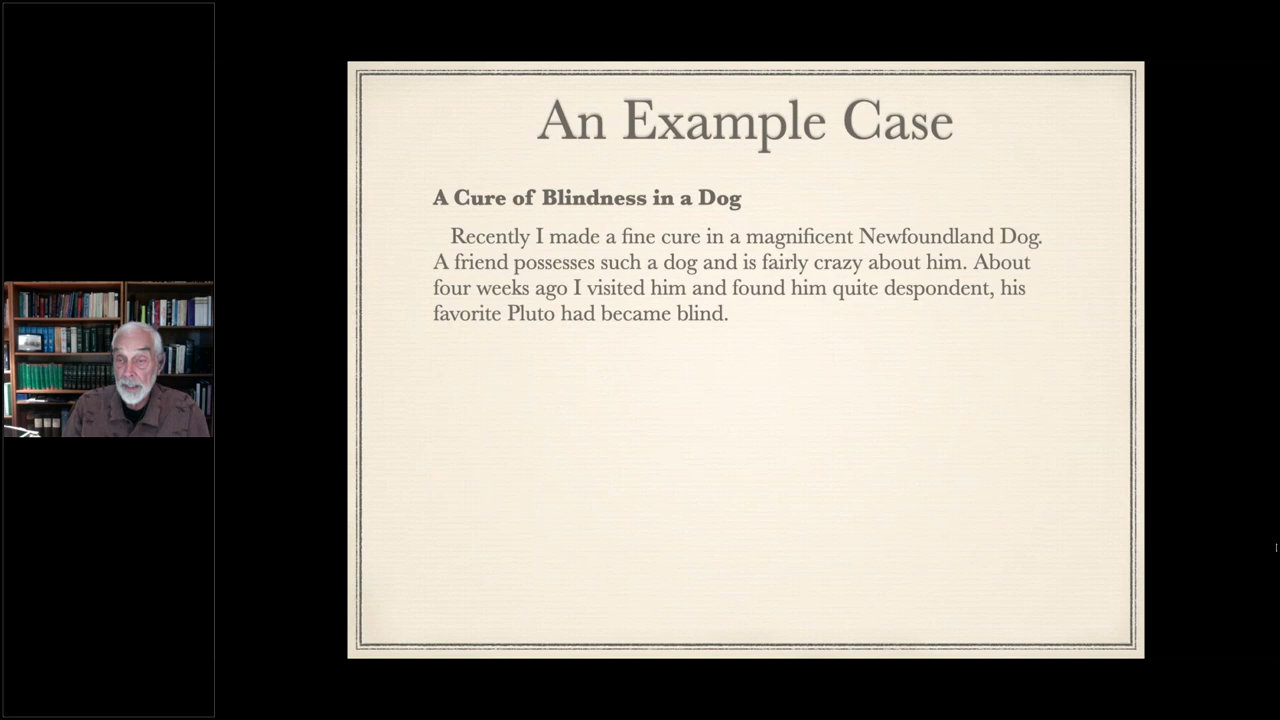 An Example Case
A Cure of Blindness in a Dog
Recently I made a fine cure in a magnificent Newfoundland Dog.
A friend possesses such a dog and is fairly crazy about him. About
four weeks ago I visited him and found him quite despondent, his
favorite Pluto had became blind.